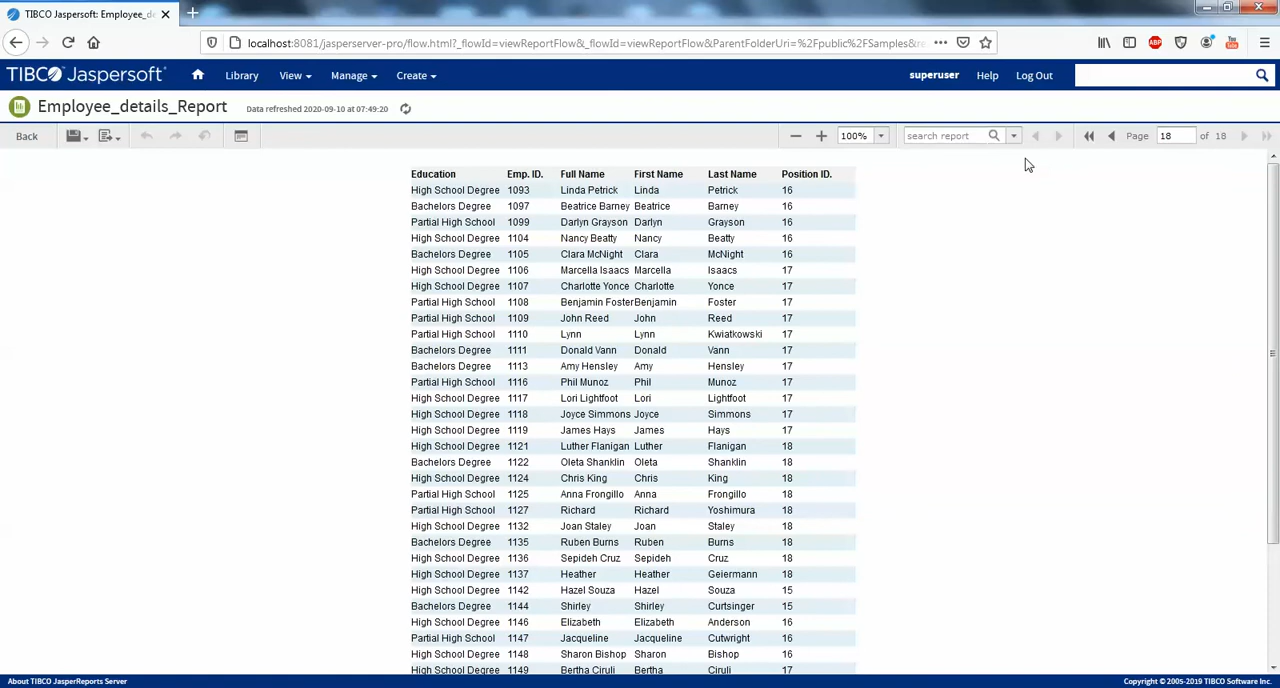 TIBCO Jaspersoft: Employee_de
localhost:8081/jasperserver-pro/flow.html?_flowId=viewReportFlow&_flowId=viewReportFlow&ParentFolderUri=%2Fpublic%2FSamples&re
TIBCO Jaspersoft® Library View Manage Create superuser Help Log Out
Employee_details_Report Data refreshed 2020-09-10 at 07:49:20
Back 100% search report Page 18 of 18
Education Emp. ID. Full Name First Name Last Name Position ID.
High School Degree 1093 Linda Petrick Linda Petrick 16
Bachelors Degree 1097 Beatrice Barney Beatrice Barney 16
Partial High School 1099 Darlyn Grayson Darlyn Grayson 16
High School Degree 1104 Nancy Beatty Nancy Beatty 16
Bachelors Degree 1105 Clara McNight Clara McNight 16
High School Degree 1106 Marcella Isaacs Marcella Isaacs 17
High School Degree 1107 Charlotte Yonce Charlotte Yonce 17
Partial High School 1108 Benjamin Foster Benjamin Foster 17
Partial High School 1109 John Reed John Reed 17
Partial High School 1110 Lynn Lynn Kwiatkowski 17
Bachelors Degree 1111 Donald Vann Donald Vann 17
Bachelors Degree 1113 Amy Hensley Amy Hensley 17
Partial High School 1116 Phil Munoz Phil Munoz 17
High School Degree 1117 Lori Lightfoot Lori Lightfoot 17
High School Degree 1118 Joyce Simmons Joyce Simmons 17
High School Degree 1119 James Hays James Hays 17
High School Degree 1121 Luther Flanigan Luther Flanigan 18
Bachelors Degree 1122 Oleta Shanklin Oleta Shanklin 18
High School Degree 1124 Chris King Chris King 18
Partial High School 1125 Anna Frongillo Anna Frongillo 18
Partial High School 1127 Richard Richard Yoshimura 18
High School Degree 1132 Joan Staley Joan Staley 18
Bachelors Degree 1135 Ruben Burns Ruben Burns 18
High School Degree 1136 Sepideh Cruz Sepideh Cruz 18
High School Degree 1137 Heather Heather Geiermann 18
High School Degree 1142 Hazel Souza Hazel Souza 15
Bachelors Degree 1144 Shirley Shirley Curtsinger 15
High School Degree 1146 Elizabeth Elizabeth Anderson 16
Partial High School 1147 Jacqueline Jacqueline Cutwright 16
High School Degree 1148 Sharon Bishop Sharon Bishop 16
High School Degree 1149 Bertha Ciruli Bertha Ciruli 17
About TIBCO JasperReports Server Copyright © 2005-2019 TIBCO Software Inc.